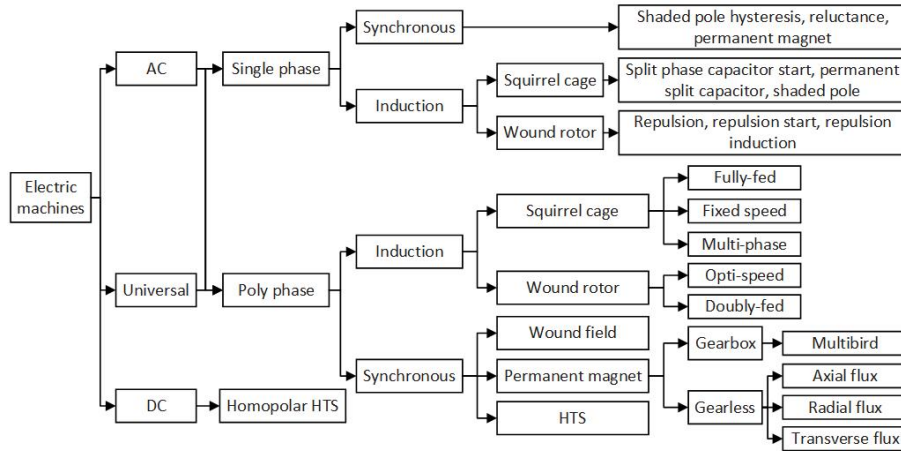 Electric
machines
AC
Universal
DC
Single phase
Poly phase
Homopolar HTS
Synchronous
Induction
Squirrel cage
Wound rotor
Shaded pole hysteresis, reluctance,
permanent magnet
Split phase capacitor start, permanent
split capacitor, shaded pole
Repulsion, repulsion start, repulsion
induction
Induction
Synchronous
Squirrel cage
Wound rotor
Fully-fed
Fixed speed
Multi-phase
Opti-speed
Doubly-fed
Wound field
Permanent magnet
HTS
Gearbox
Gearless
Multibird
Axial flux
Radial flux
Transverse flux